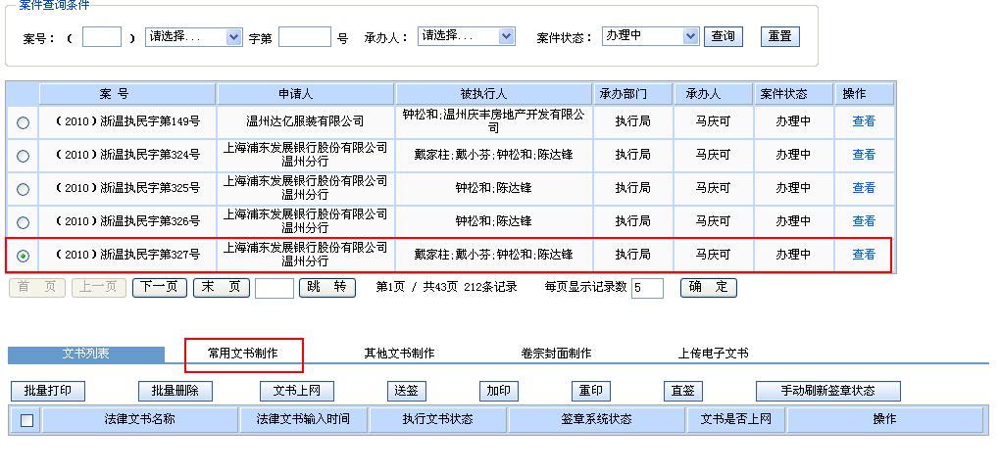 案件查询条件
案号：（ ） 请选择... 字第 号 承办人： 请选择... 案件状态： 办理中 查询 重置
案 号 申请人 被执行人 承办部门 承办人 案件状态 操作
（2010）浙温执民字第149号 温州达亿服装有限公司 钟松和;温州庆丰房地产开发有限公 执行局 马庆可 办理中 查看
司
（2010）浙温执民字第324号 上海浦东发展银行股份有限公司 戴家柱;戴小芬;钟松和;陈达锋 执行局 马庆可 办理中 查看
温州分行
（2010）浙温执民字第325号 上海浦东发展银行股份有限公司 钟松和;陈达锋 执行局 马庆可 办理中 查看
温州分行
（2010）浙温执民字第326号 上海浦东发展银行股份有限公司 钟松和;陈达锋 执行局 马庆可 办理中 查看
温州分行
（2010）浙温执民字第327号 上海浦东发展银行股份有限公司 戴家柱;戴小芬;钟松和;陈达锋 执行局 马庆可 办理中 查看
温州分行
首 页 上一页 下一页 末 页 跳 转 第1页 / 共43页 212条记录 每页显示记录数 5 确 定
文书列表 常用文书制作 其他文书制作 卷宗封面制作 上传电子文书
批量打印 批量删除 文书上网 送签 加印 重印 直签 手动刷新签章状态
法律文书名称 法律文书输入时间 执行文书状态 签章系统状态 文书是否上网 操作